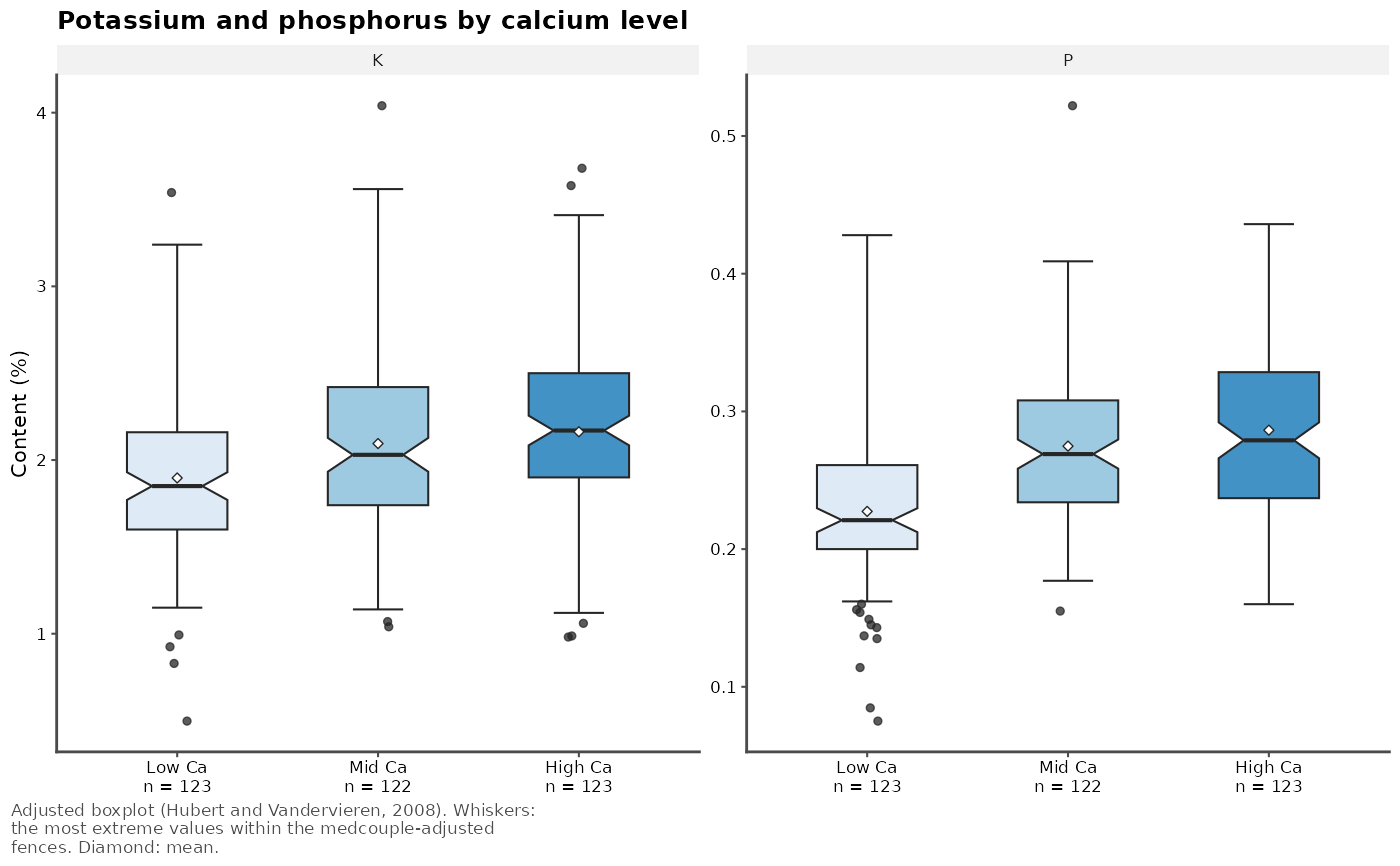 Potassium and phosphorus by calcium level
K
P
Content (%)
4
3
2
1
0.5
0.4
0.3
0.2
0.1
Low Ca
n = 123
Mid Ca
n = 122
High Ca
n = 123
Low Ca
n = 123
Mid Ca
n = 122
High Ca
n = 123
Adjusted boxplot (Hubert and Vandervieren, 2008). Whiskers:
the most extreme values within the medcouple-adjusted
fences. Diamond: mean.